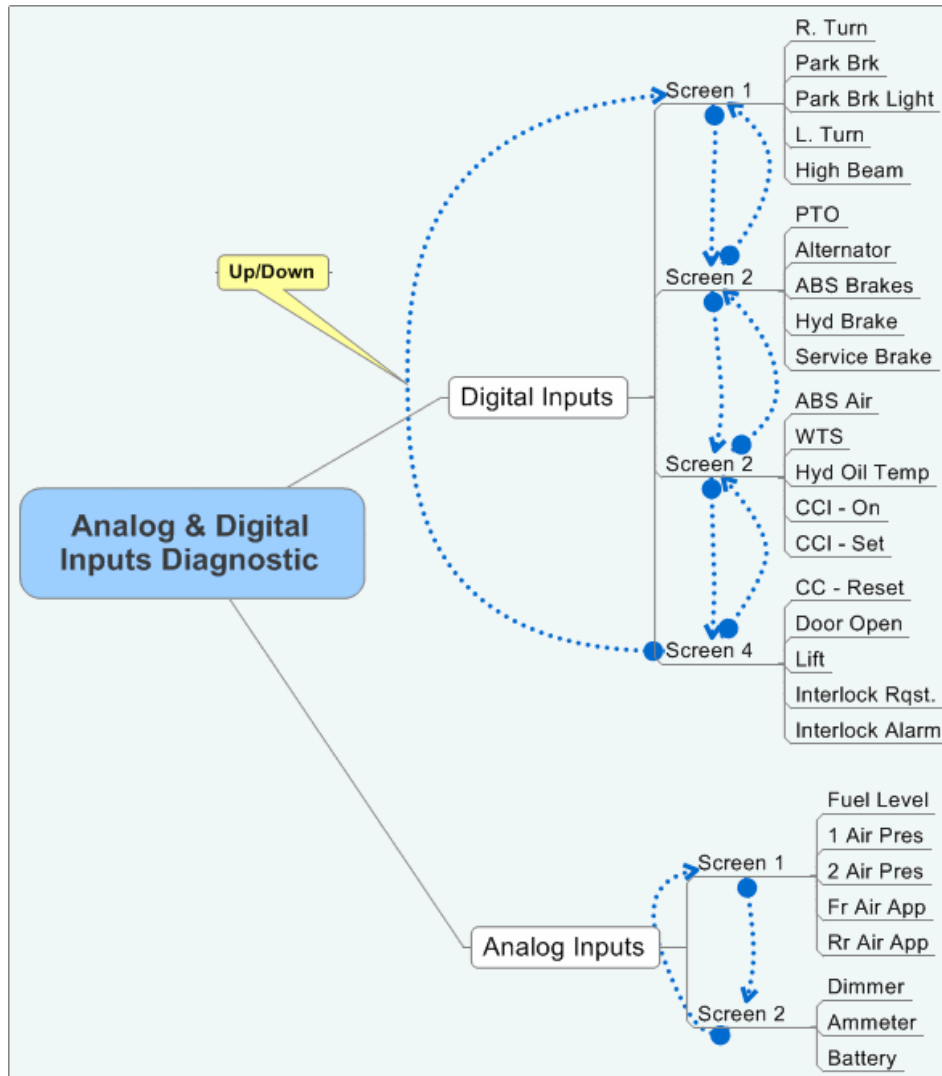 R. Turn
Park Brk
Screen 1
Park Brk Light
L. Turn
High Beam
PTO
Alternator
Up/Down
Screen 2
ABS Brakes
Hyd Brake
Service Brake
Digital Inputs
ABS Air
WTS
Screen 2
Hyd Oil Temp
CCI - On
CCI - Set
Analog & Digital
Inputs Diagnostic
CC - Reset
Door Open
Screen 4
Lift
Interlock Rqst.
Interlock Alarm
Fuel Level
1 Air Pres
Screen 1
2 Air Pres
Fr Air App
Rr Air App
Analog Inputs
Dimmer
Screen 2
Ammeter
Battery